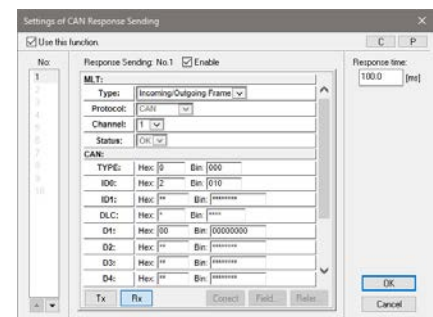 Settings of CAN Response Sending
Use this function. C P
No: Response Sending: No.1 Enable Response time:
1 MLT: 100.0 [ms]
2 Type: Incoming/Outgoing Frame
3 Protocol: CAN
4 Channel: 1
5 Status: OK
6 CAN:
7 TYPE: Hex: 0 Bin: 000
8 ID0: Hex: 2 Bin: 010
9 ID1: Hex: ** Bin: ********
10 DLC: Hex: * Bin: ****
D1: Hex: 00 Bin: 00000000
D2: Hex: ** Bin: ********
D3: Hex: ** Bin: ********
D4: Hex: ** Bin: ********
Tx Rx Correct Field... Refer... OK
Cancel